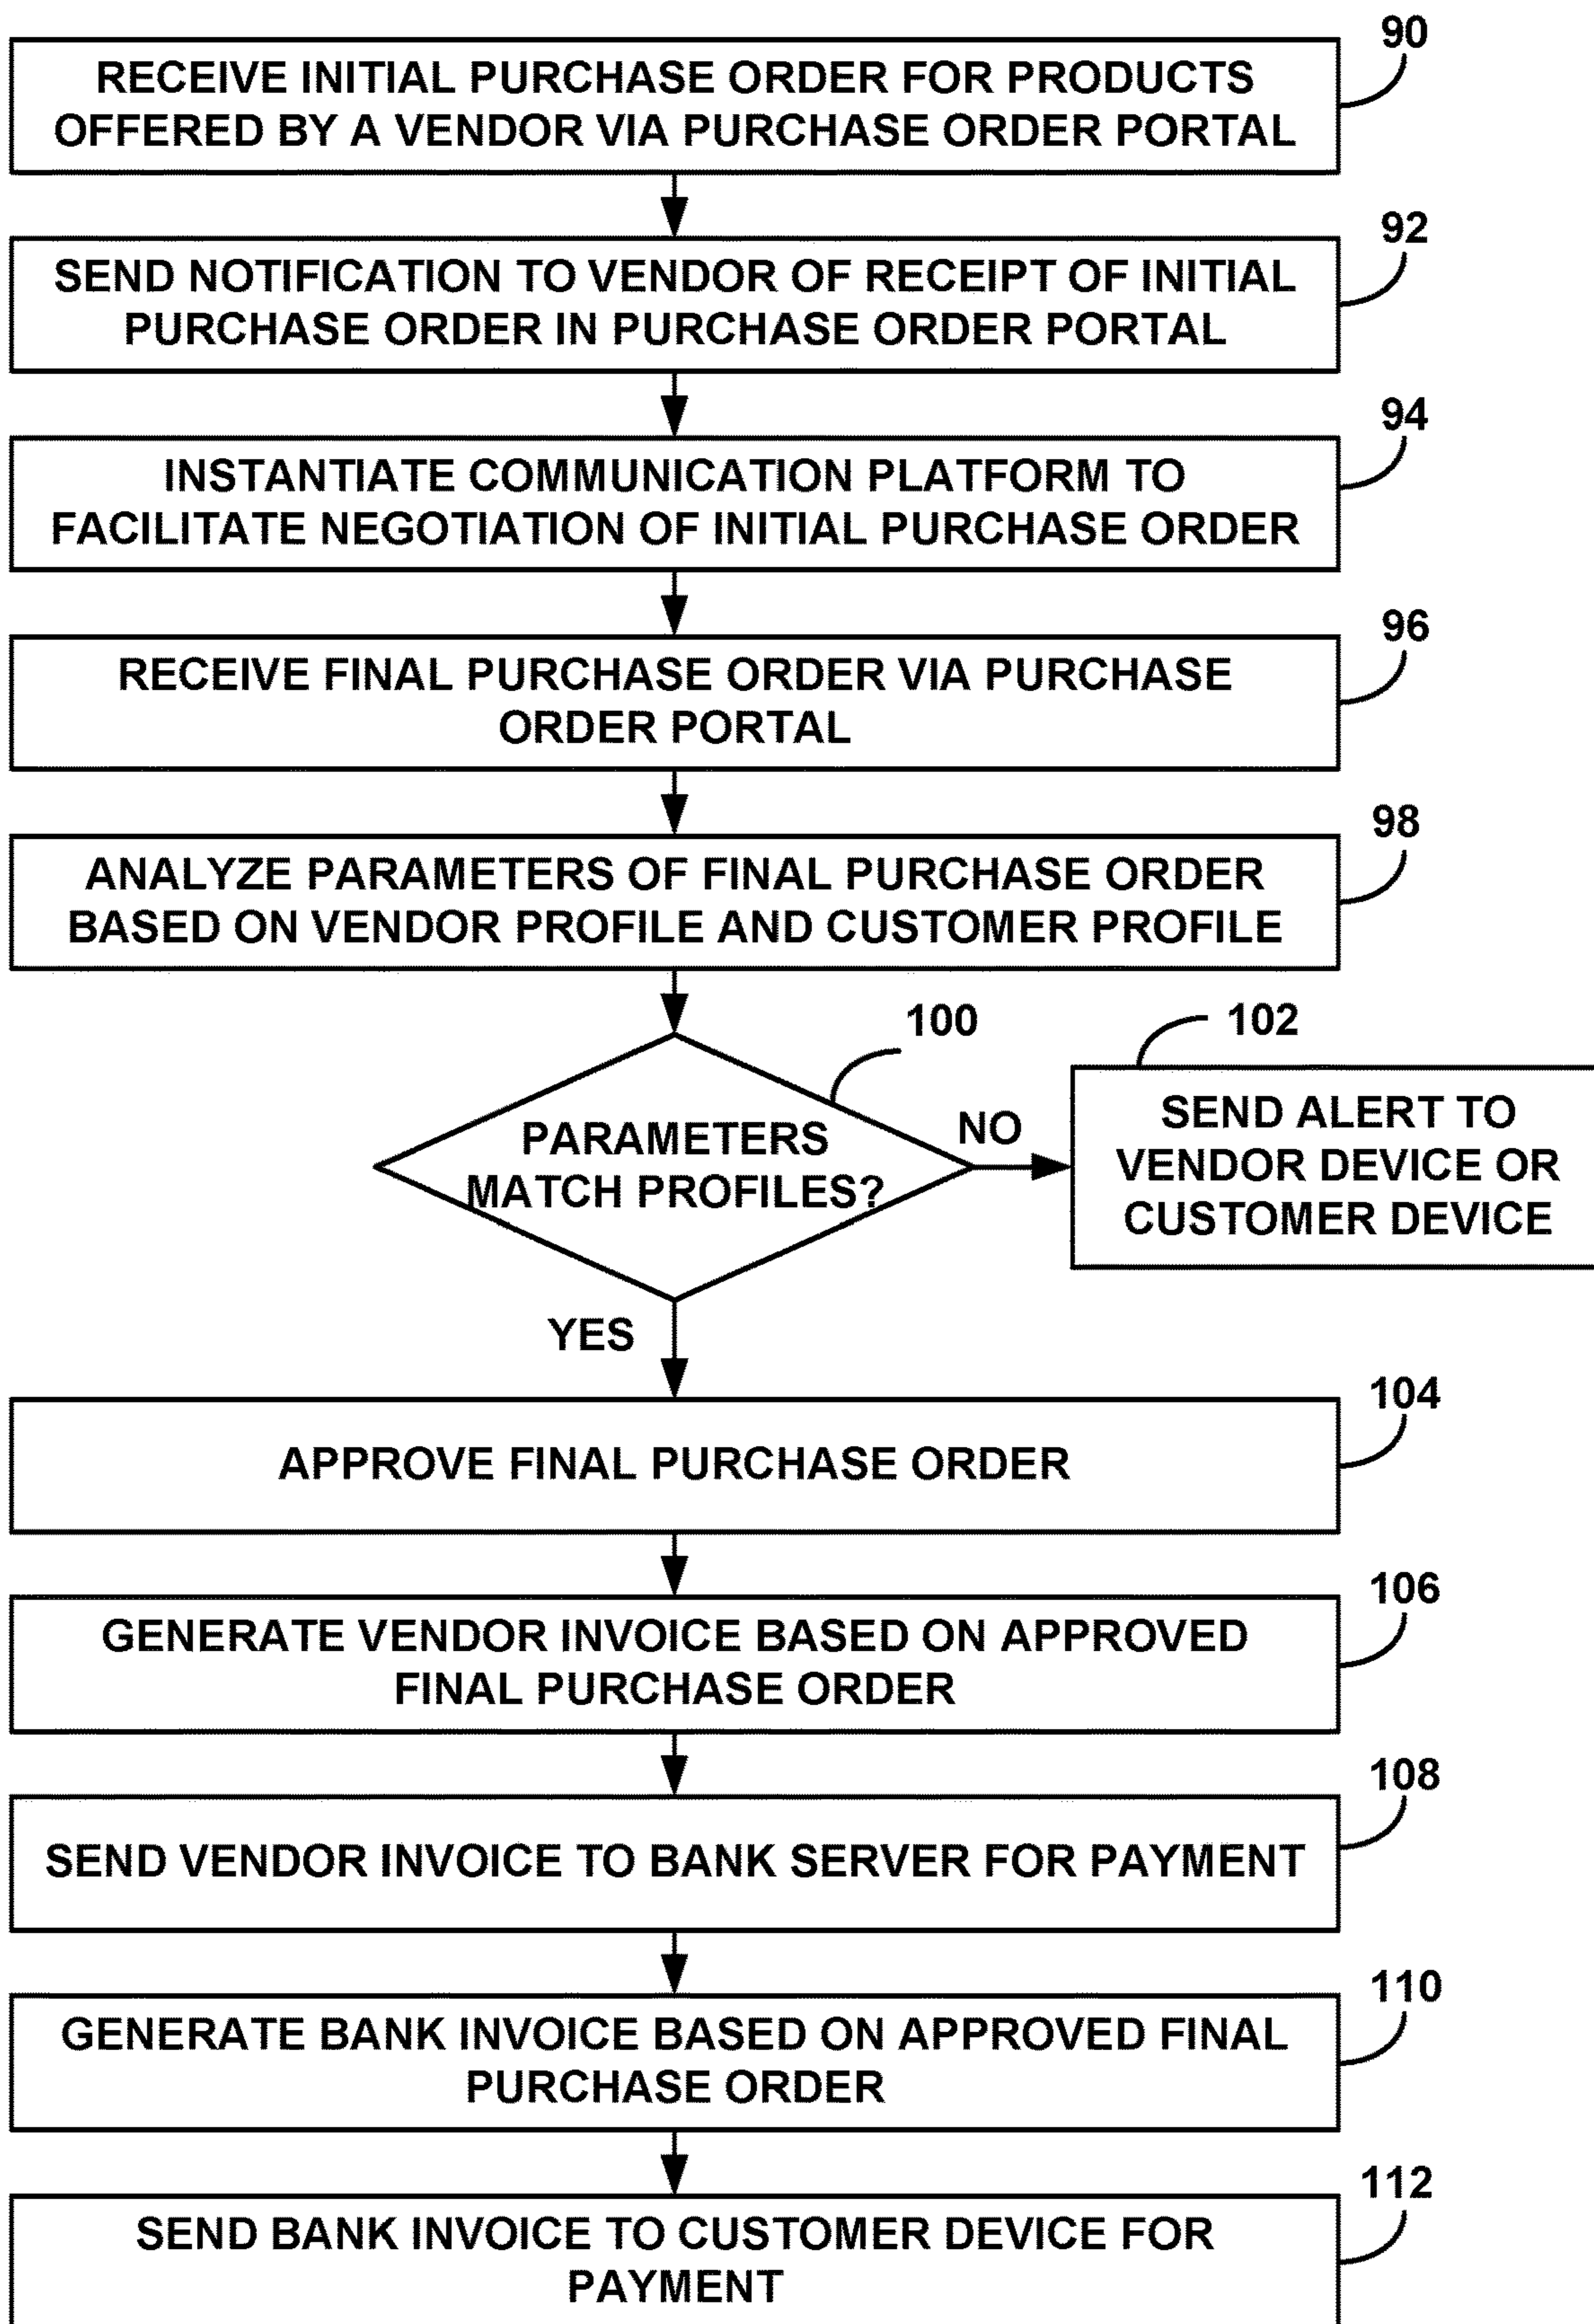 90
RECEIVE INITIAL PURCHASE ORDER FOR PRODUCTS
OFFERED BY A VENDOR VIA PURCHASE ORDER PORTAL
92
SEND NOTIFICATION TO VENDOR OF RECEIPT OF INITIAL
PURCHASE ORDER IN PURCHASE ORDER PORTAL
94
INSTANTIATE COMMUNICATION PLATFORM TO
FACILITATE NEGOTIATION OF INITIAL PURCHASE ORDER
96
RECEIVE FINAL PURCHASE ORDER VIA PURCHASE
ORDER PORTAL
98
ANALYZE PARAMETERS OF FINAL PURCHASE ORDER
BASED ON VENDOR PROFILE AND CUSTOMER PROFILE
100
PARAMETERS
MATCH PROFILES?
NO
102
SEND ALERT TO
VENDOR DEVICE OR
CUSTOMER DEVICE
YES
104
APPROVE FINAL PURCHASE ORDER
106
GENERATE VENDOR INVOICE BASED ON APPROVED
FINAL PURCHASE ORDER
108
SEND VENDOR INVOICE TO BANK SERVER FOR PAYMENT
110
GENERATE BANK INVOICE BASED ON APPROVED FINAL
PURCHASE ORDER
112
SEND BANK INVOICE TO CUSTOMER DEVICE FOR
PAYMENT